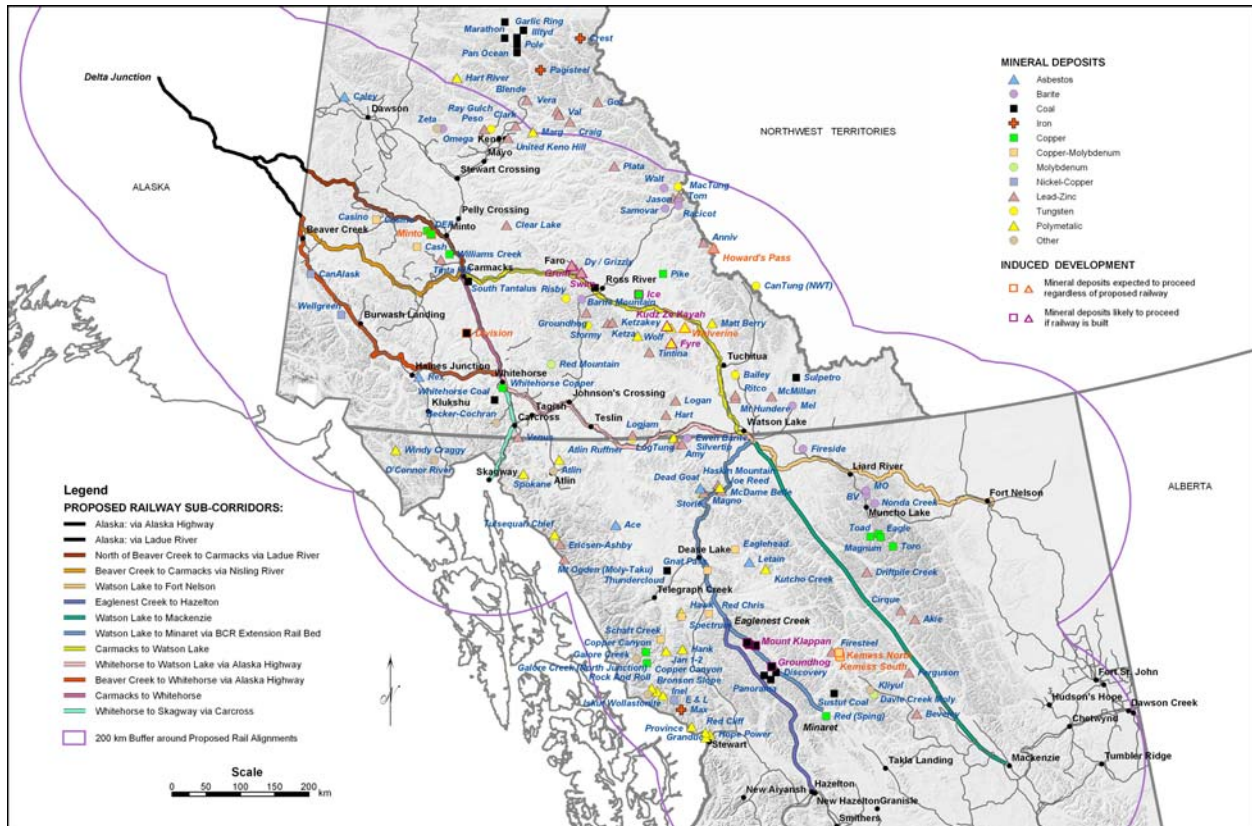 Garlic Ring
Marathon
Illtyd
Pole
Crest
Pan Ocean
Pagisteel
Delta Junction
Hart River
Blende
Caley
Vera
Goz
Dawson
Ray Gulch
Clark
Val
Zeta
Peso
Craig
Omega
Marg
Keno
United Keno Hill
Mayo
Stewart Crossing
Plata
NORTHWEST TERRITORIES
ALASKA
Walt
MacTung
Jason
Tom
Samovar
Racicot
Pelly Crossing
Casino
DEF
Minto
Minto
Clear Lake
Beaver Creek
Cash
Williams Creek
Anniv
Howard's Pass
Faro
Dy / Grizzly
CanAlask
Carmacks
Grum
Swim
Ross River
Pike
South Tantalus
Risby
Ice
CanTung (NWT)
Barite Mountain
Wellgreen
Kudz Ze Kayah
Burwash Landing
Division
Groundhog
Ketzakey
Wolverine
Matt Berry
Stormy
Ketza
Wolf
Fyre
Tintina
Haines Junction
Red Mountain
Tuchitua
Rex
Whitehorse
Whitehorse Copper
Bailey
Sulpetro
Whitehorse Coal
Johnson's Crossing
Ritco
McMillan
Klukshu
Tagish
Logan
Becker-Cochran
Carcross
Teslin
Hart
Mt Hundere
Mel
Watson Lake
Venus
Logjam
Windy Craggy
Atlin Ruffner
LogTung
Ewen Barite
Silvertip
Fireside
Amy
O'Connor River
Skagway
Atlin
Atlin
Spokane
Haskin Mountain
Liard River
Dead Goat
Joe Reed
MO
Fort Nelson
ALBERTA
McDame Belle
BV
Nonda Creek
Magno
Muncho Lake
Tulsequah Chief
Ace
Toad
Eagle
Ericsen-Ashby
Eaglehead
Magnum
Toro
Dease Lake
Letain
Mt Ogden (Moly-Taku)
Gnat Pass
Kutcho Creek
Driftpile Creek
Thundercloud
Telegraph Creek
Cirque
Hawk
Red Chris
Akie
Spectrum
Eaglenest Creek
Schaft Creek
Mount Klappan
Firesteel
Copper Canyon
Hank
Kemess North
Galore Creek
Jan 1-2
Groundhog
Kemess South
Galore Creek (North Junction)
Copper Canyon
Discovery
Ferguson
Fort St. John
Rock And Roll
Bronson Slope
Panorama
Inel
Kliyul
Hudson's Hope
Iskut Wollastonite
E & L
Sustut Coal
Davie Creek Moly
Max
Red (Sping)
Beverly
Dawson Creek
Minaret
Chetwynd
Province
Red Cliff
Granduc
Hope Power
Stewart
Takla Landing
Mackenzie
Tumbler Ridge
New Aiyansh
Hazelton
New Hazelton
Granisle
Smithers
MINERAL DEPOSITS
Asbestos
Barite
Coal
Iron
Copper
Copper-Molybdenum
Molybdenum
Nickel-Copper
Lead-Zinc
Tungsten
Polymetalic
Other
INDUCED DEVELOPMENT
Mineral deposits expected to proceed
regardless of proposed railway
Mineral deposits likely to proceed
if railway is built
Legend
PROPOSED RAILWAY SUB-CORRIDORS:
Alaska: via Alaska Highway
Alaska: via Ladue River
North of Beaver Creek to Carmacks via Ladue River
Beaver Creek to Carmacks via Nisling River
Watson Lake to Fort Nelson
Eaglenest Creek to Hazelton
Watson Lake to Mackenzie
Watson Lake to Minaret via BCR Extension Rail Bed
Carmacks to Watson Lake
Whitehorse to Watson Lake via Alaska Highway
Beaver Creek to Whitehorse via Alaska Highway
Carmacks to Whitehorse
Whitehorse to Skagway via Carcross
200 km Buffer around Proposed Rail Alignments
Scale
0 50 100 150 200
km